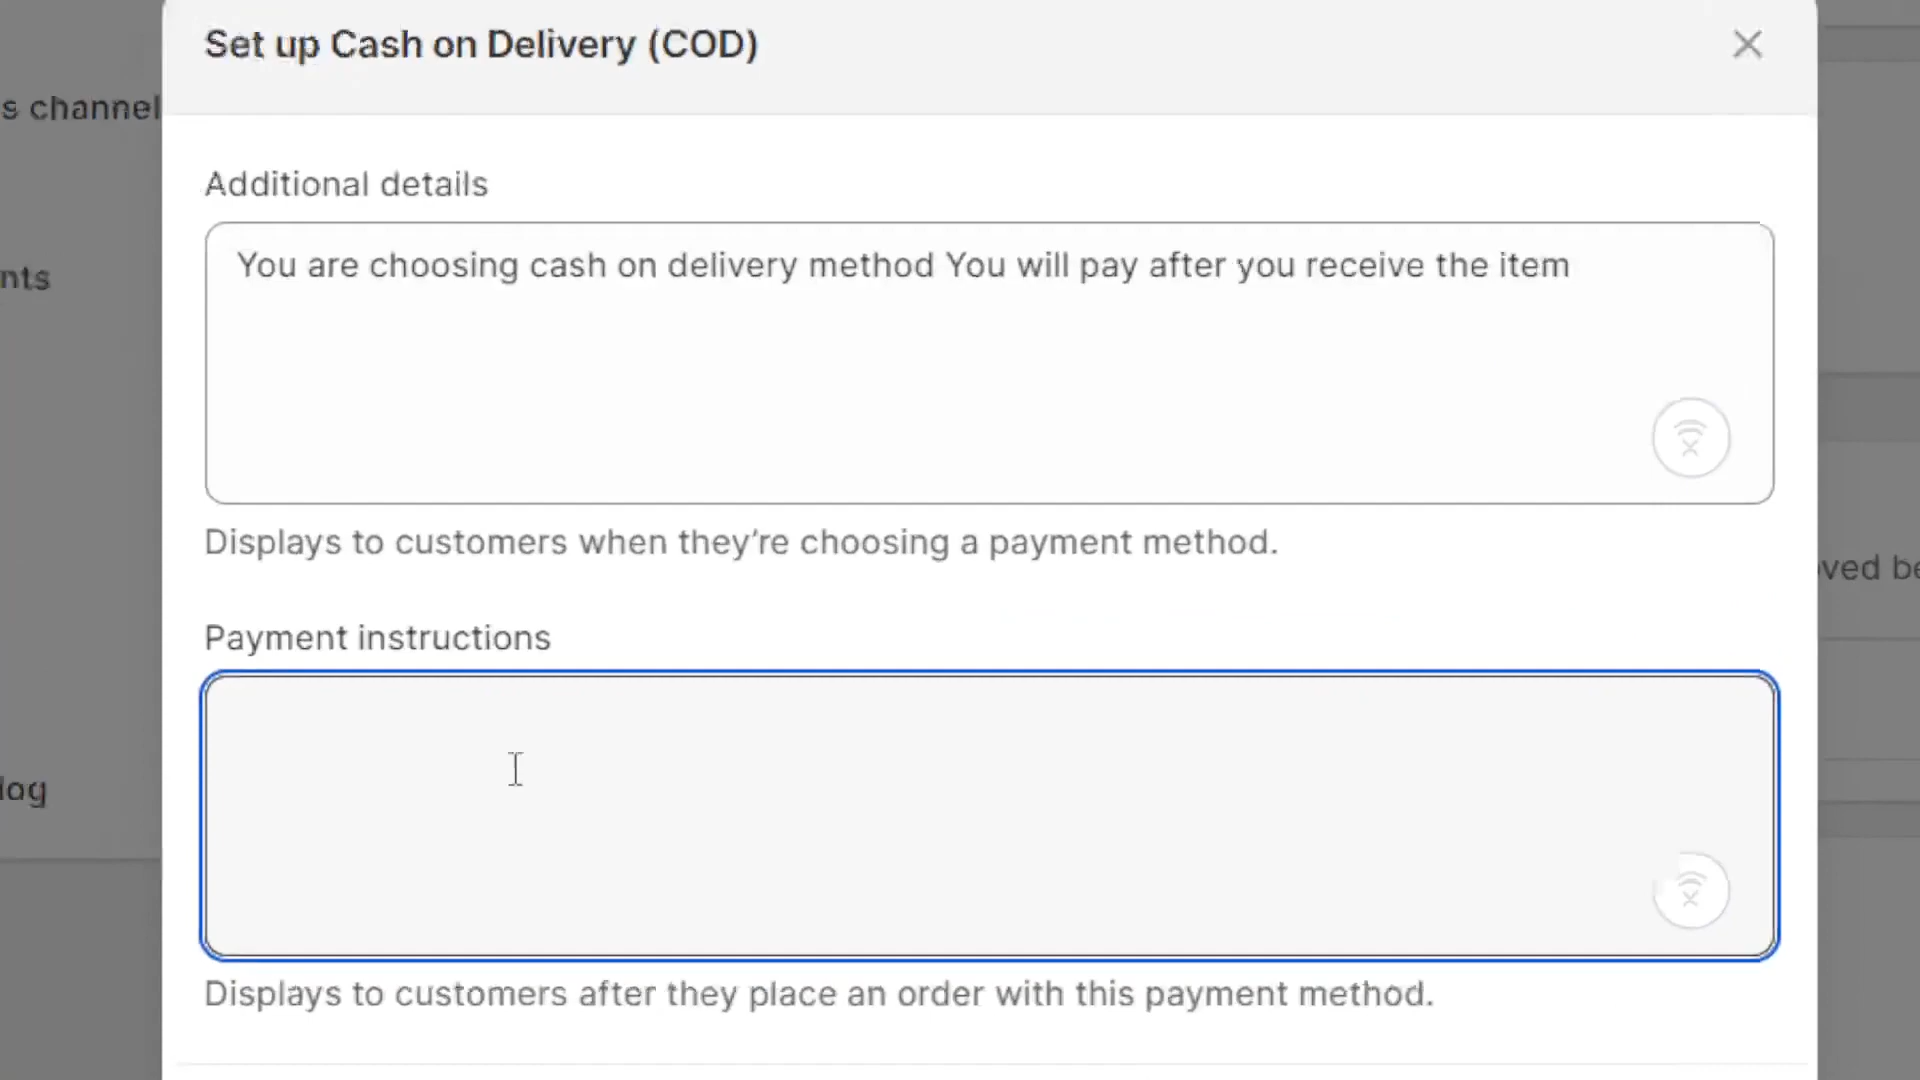 Set up Cash on Delivery (COD)
s channel
Additional details
You are choosing cash on delivery method You will pay after you receive the item
nts
Displays to customers when they’re choosing a payment method.
oved be
Payment instructions
log
Displays to customers after they place an order with this payment method.